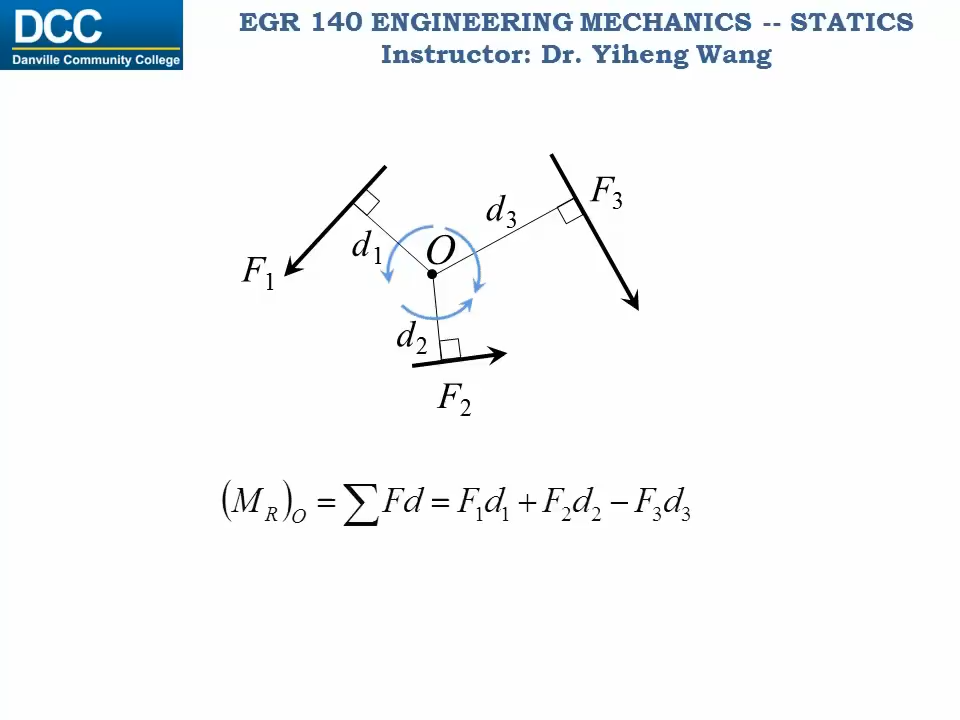 DCC
Danville Community College
EGR 140 ENGINEERING MECHANICS -- STATICS
Instructor: Dr. Yiheng Wang
F₃
d₃
d₁
O
F₁
d₂
F₂
(M_R)_O = ∑Fd = F₁d₁ + F₂d₂ − F₃d₃